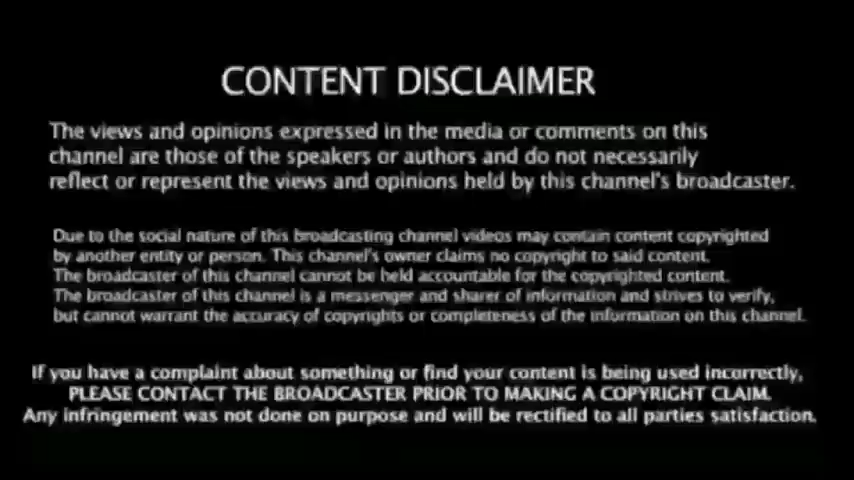 CONTENT DISCLAIMER
The views and opinions expressed in the media or comments on this
channel are those of the speakers or authors and do not necessarily
reflect or represent the views and opinions held by this channel's broadcaster.
Due to the social nature of this broadcasting channel videos may contain content copyrighted
by another entity or person. This channel's owner claims no copyright to said content.
The broadcaster of this channel cannot be held accountable for the copyrighted content.
The broadcaster of this channel is a messenger and sharer of information and strives to verify,
but cannot warrant the accuracy of copyrights or completeness of the information on this channel.
If you have a complaint about something or find your content is being used incorrectly,
PLEASE CONTACT THE BROADCASTER PRIOR TO MAKING A COPYRIGHT CLAIM.
Any infringement was not done on purpose and will be rectified to all parties satisfaction.